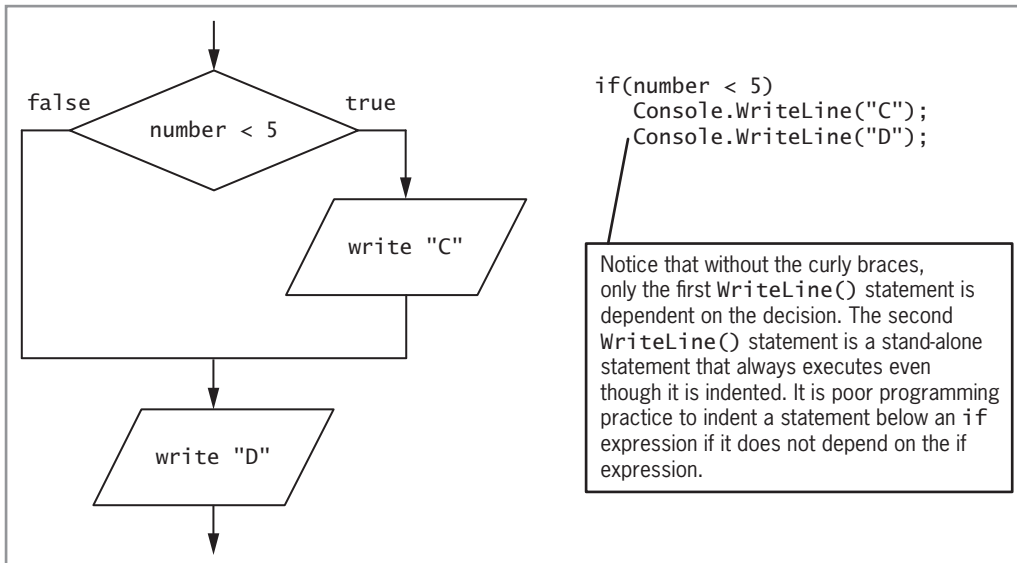 false
true
number < 5
write "C"
write "D"
if(number < 5)
Console.WriteLine("C");
Console.WriteLine("D");
Notice that without the curly braces,
only the first WriteLine() statement is
dependent on the decision. The second
WriteLine() statement is a stand-alone
statement that always executes even
though it is indented. It is poor programming
practice to indent a statement below an if
expression if it does not depend on the if
expression.